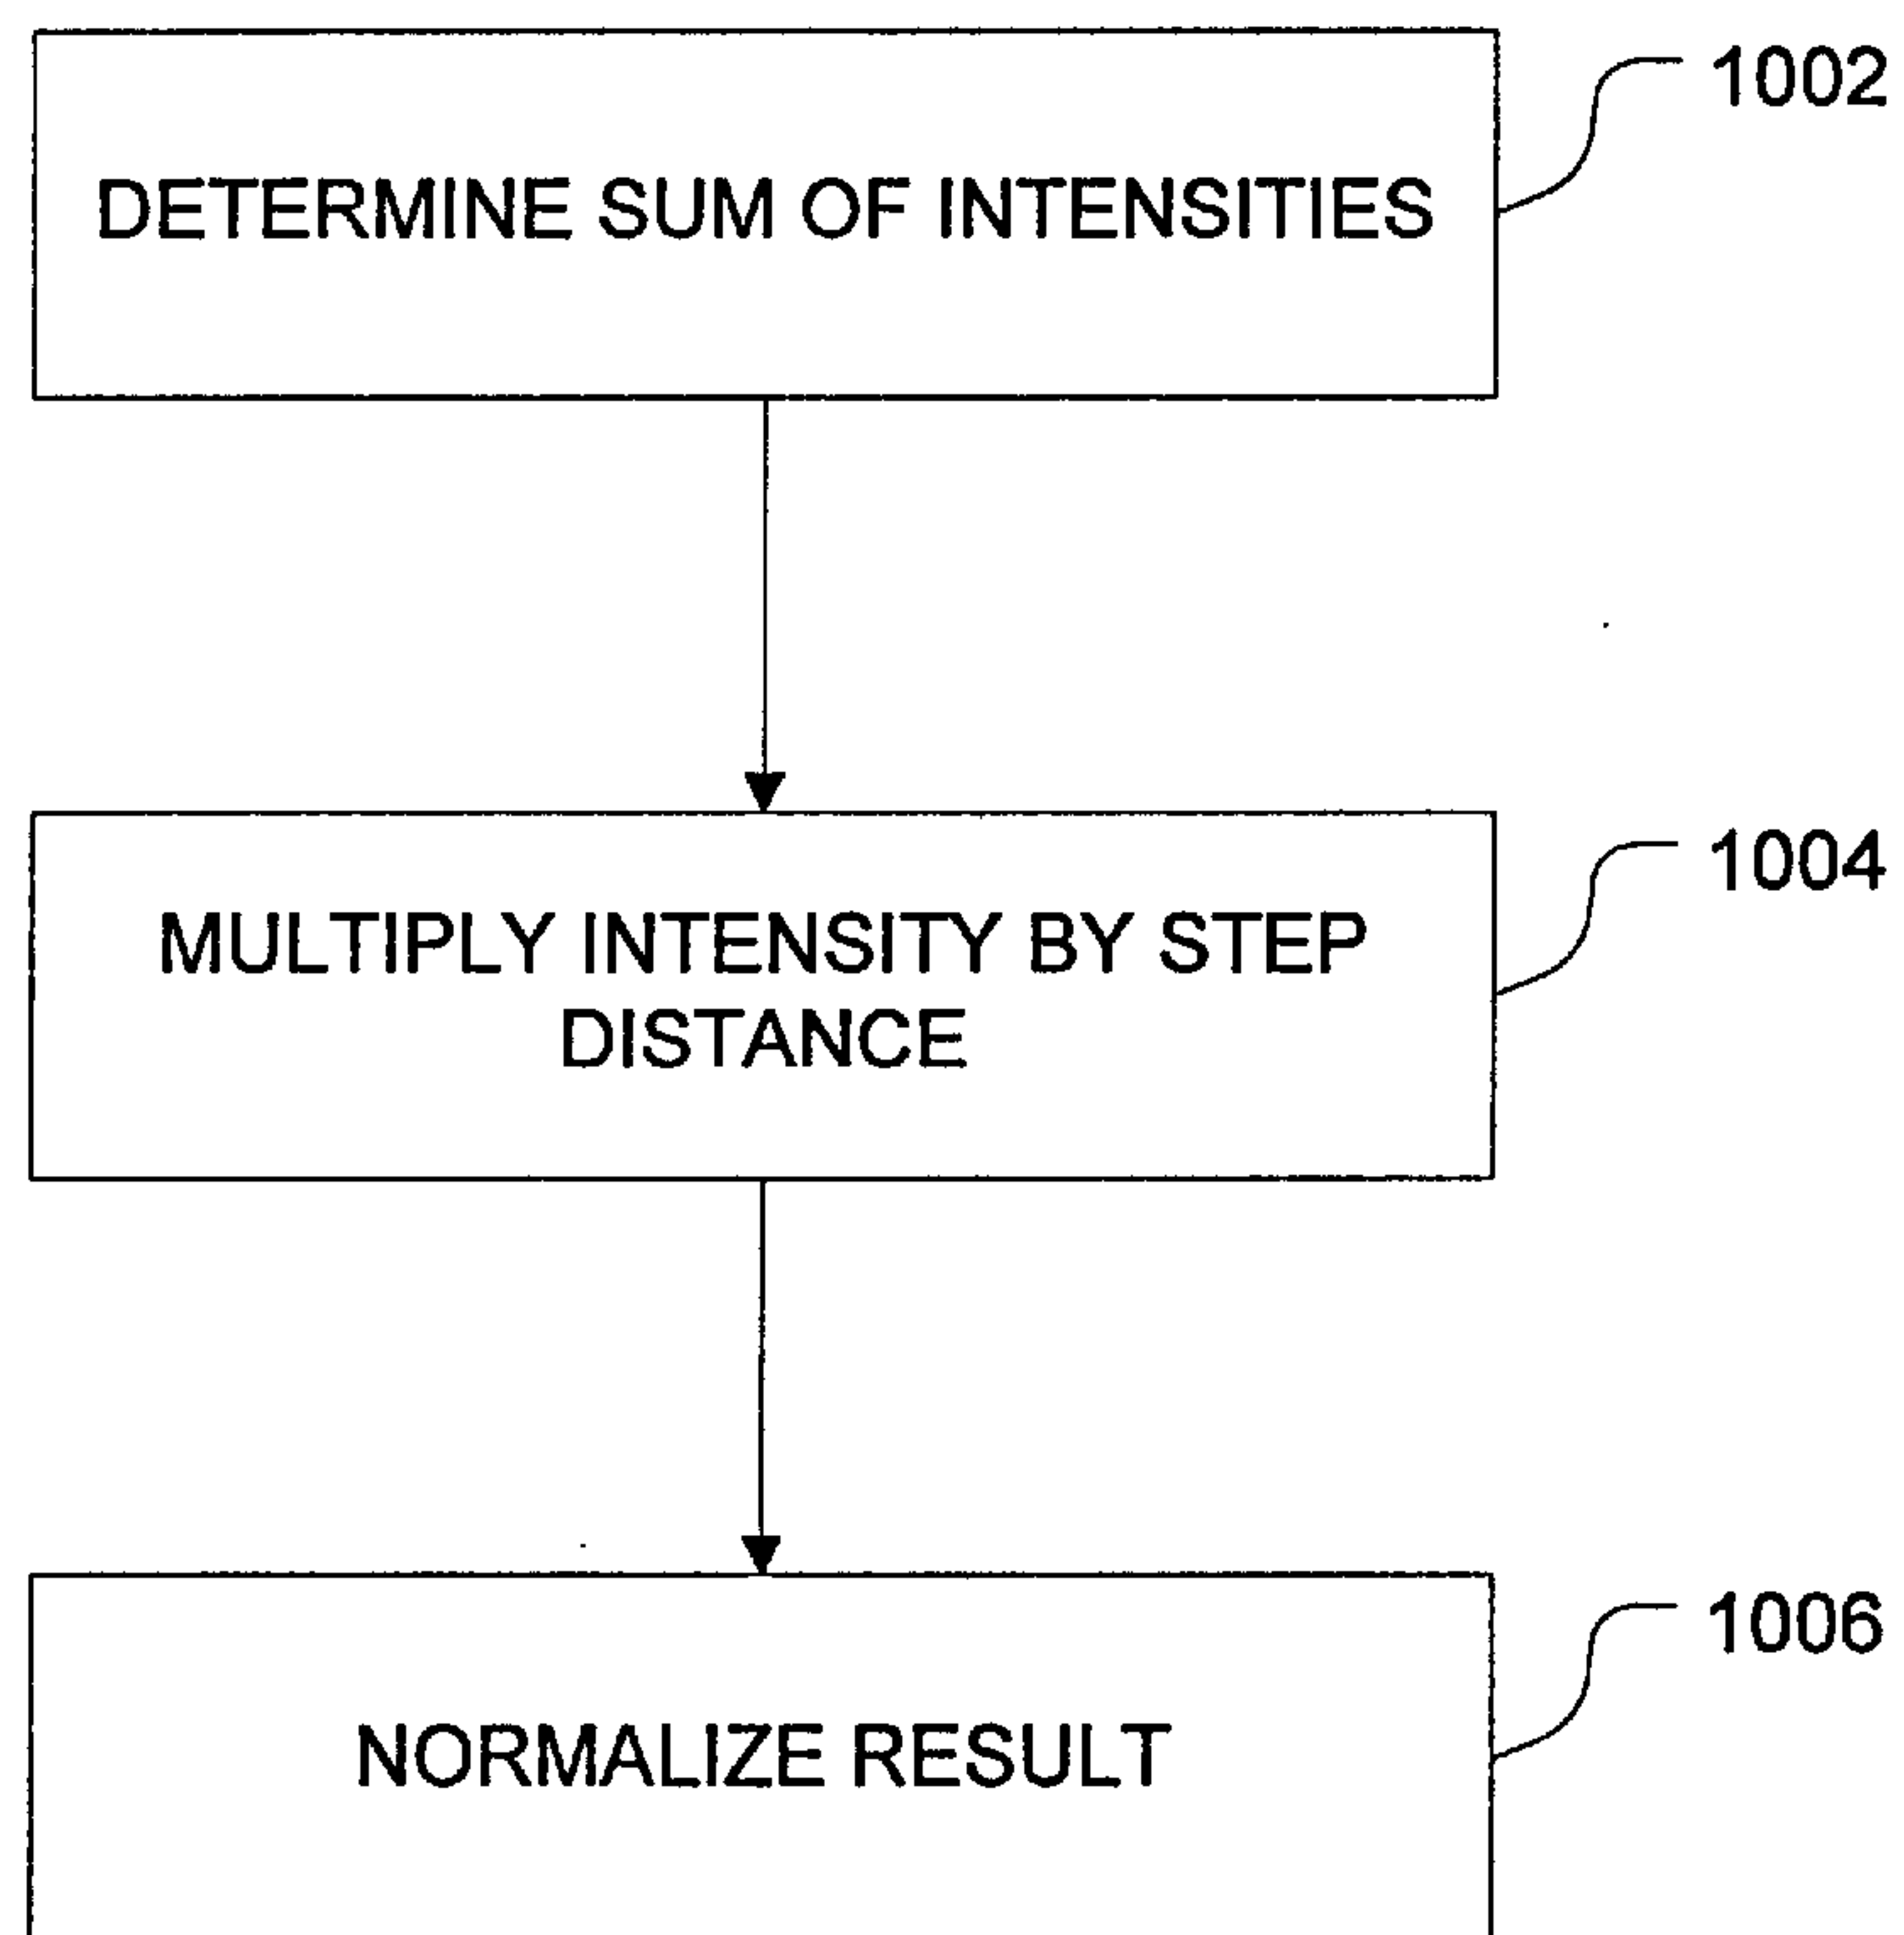 1002
DETERMINE SUM OF INTENSITIES
1004
MULTIPLY INTENSITY BY STEP
DISTANCE
1006
NORMALIZE RESULT